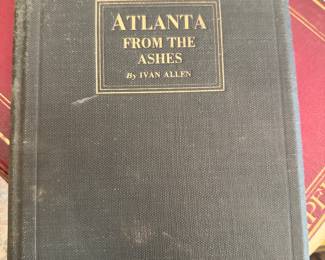 ATLANTA
FROM THE
ASHES
By IVAN ALLEN